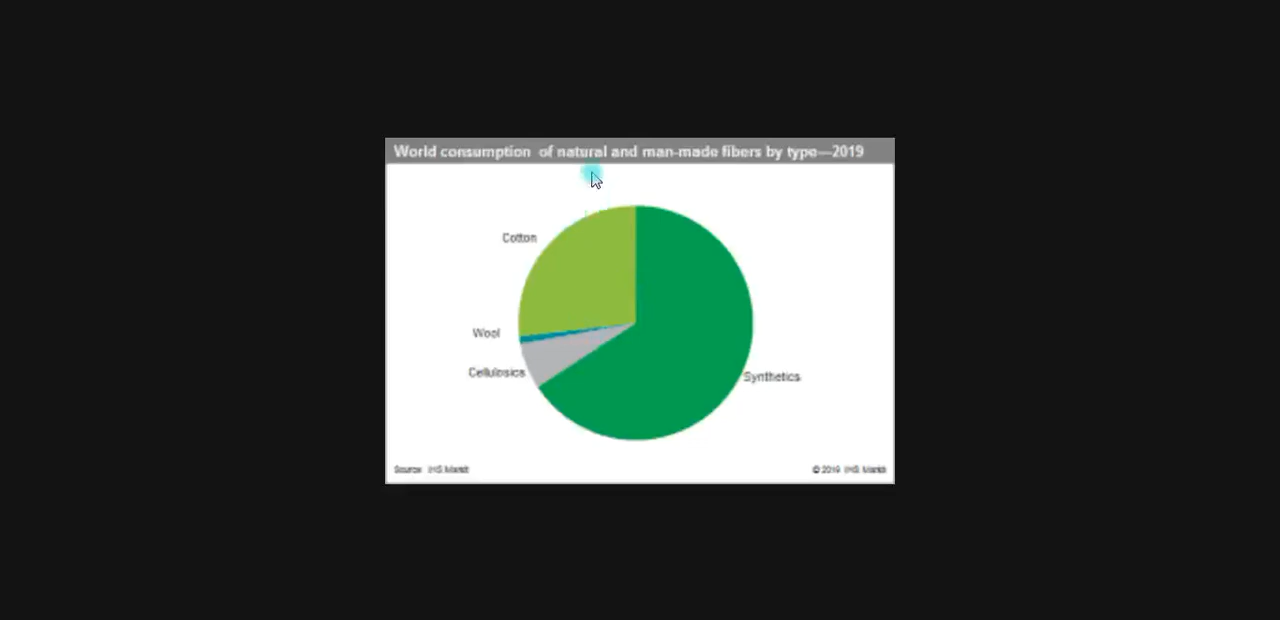 World consumption of natural and man-made fibers by type—2019
Cotton
Wool
Cellulosics
Synthetics
Source: IHS Markit
© 2019 IHS Markit